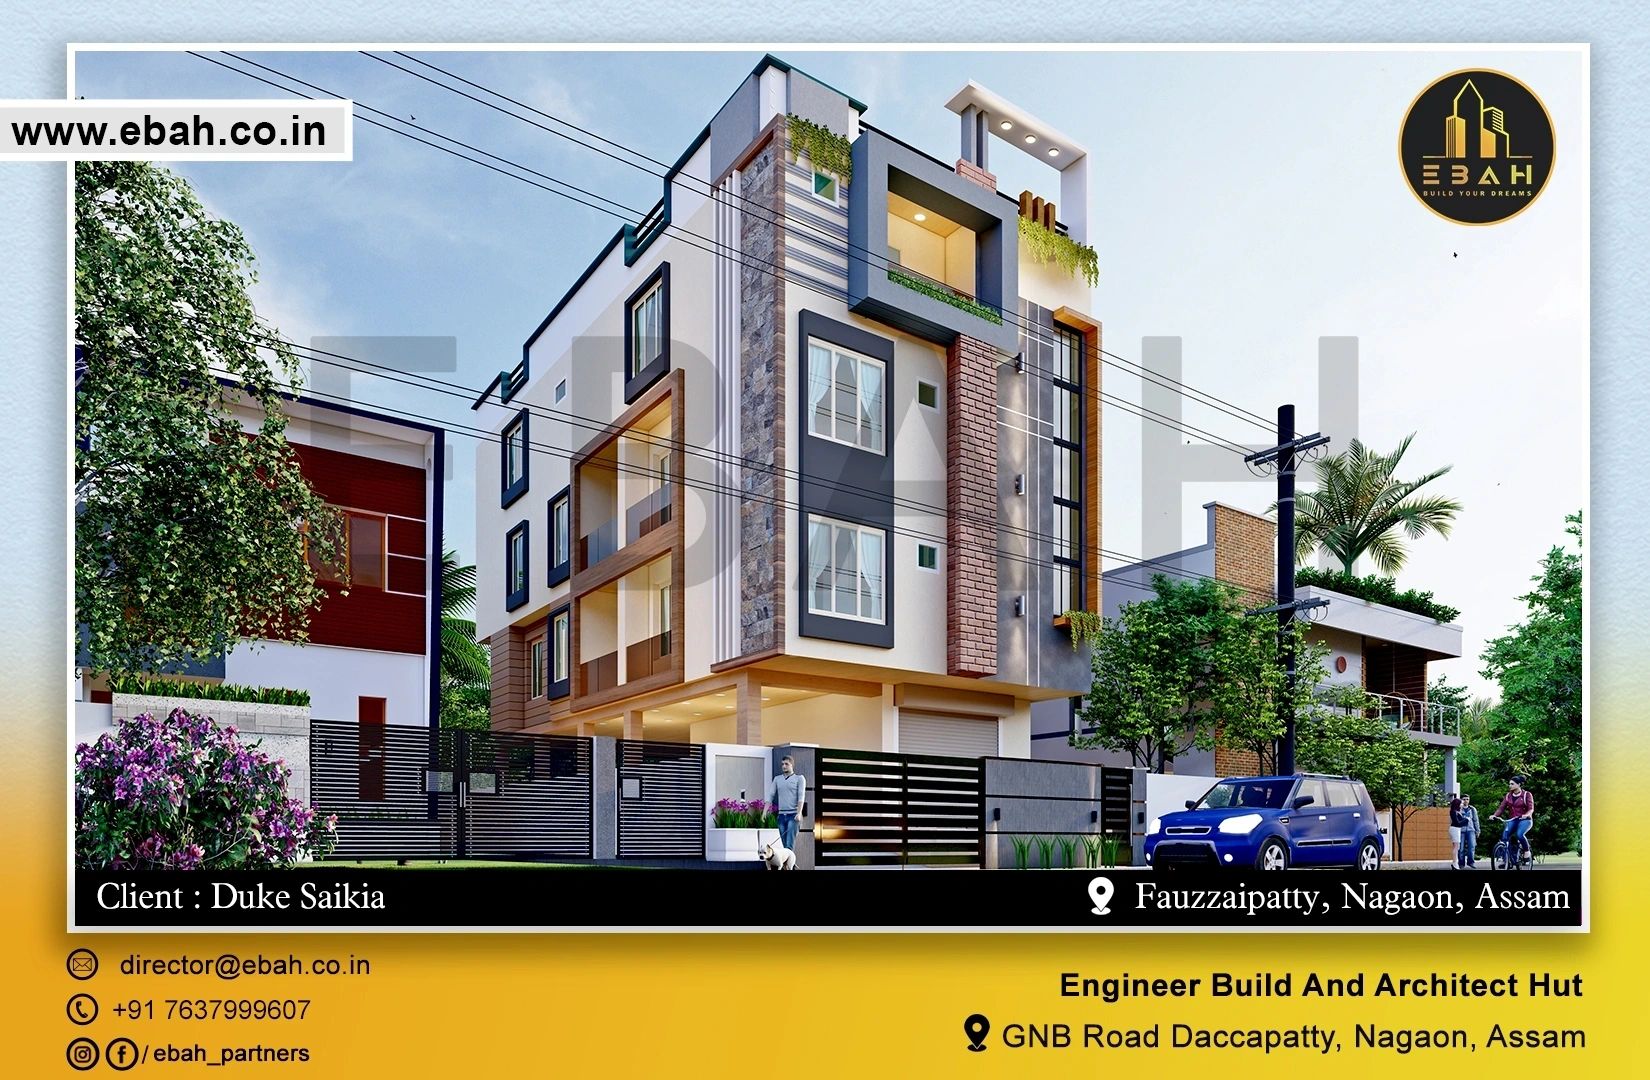 www.ebah.co.in
EBAH
BUILD YOUR DREAMS
EBAH
Client : Duke Saikia
Fauzzaipatty, Nagaon, Assam
director@ebah.co.in
+91 7637999607
/ ebah_partners
Engineer Build And Architect Hut
GNB Road Daccapatty, Nagaon, Assam